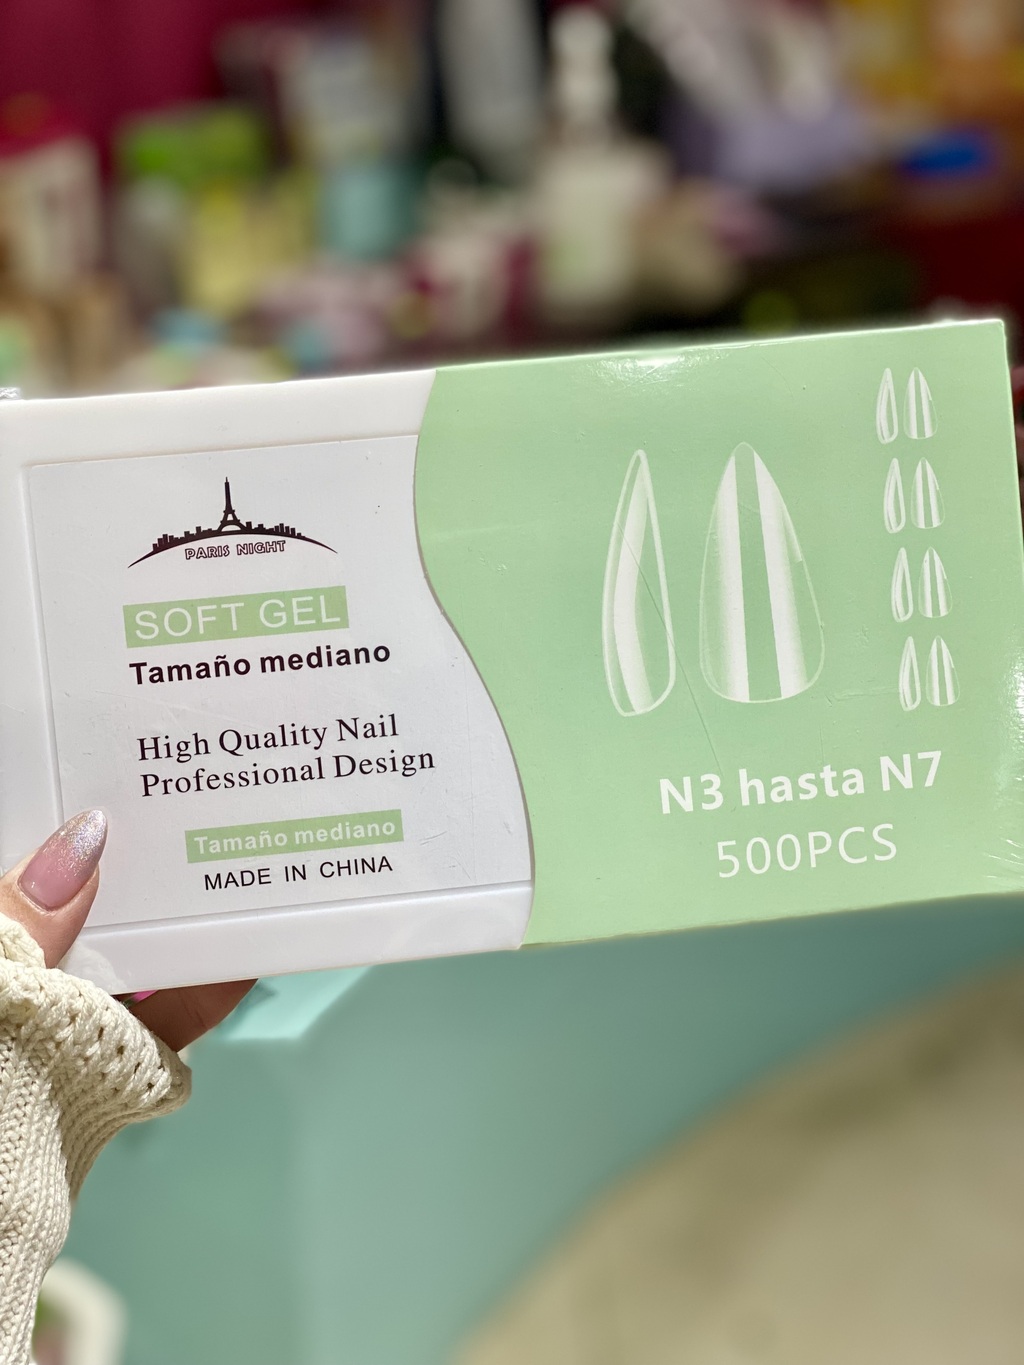 PARIS NIGHT
SOFT GEL
Tamaño mediano
High Quality Nail
Professional Design
Tamaño mediano
MADE IN CHINA
N3 hasta N7
500PCS